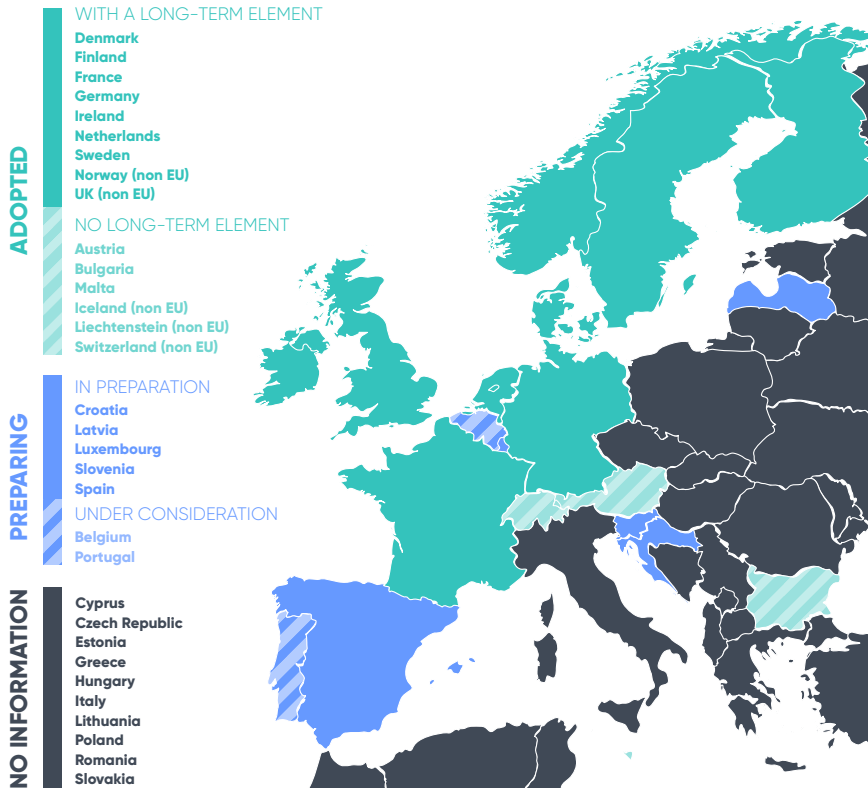 ADOPTED
WITH A LONG-TERM ELEMENT
Denmark
Finland
France
Germany
Ireland
Netherlands
Sweden
Norway (non EU)
UK (non EU)
NO LONG-TERM ELEMENT
Austria
Bulgaria
Malta
Iceland (non EU)
Liechtenstein (non EU)
Switzerland (non EU)
PREPARING
IN PREPARATION
Croatia
Latvia
Luxembourg
Slovenia
Spain
UNDER CONSIDERATION
Belgium
Portugal
NO INFORMATION
Cyprus
Czech Republic
Estonia
Greece
Hungary
Italy
Lithuania
Poland
Romania
Slovakia